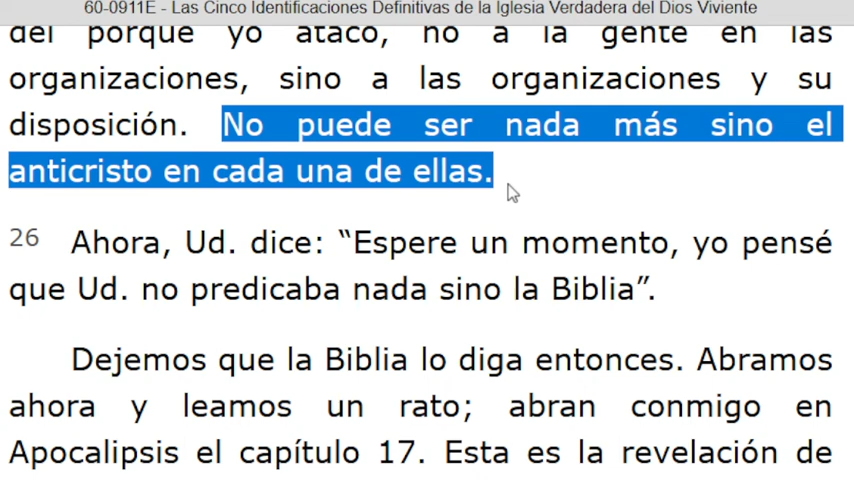 60-0911E - Las Cinco Identificaciones Definitivas de la Iglesia Verdadera del Dios Viviente
del porque yo ataco, no a la gente en las
organizaciones, sino a las organizaciones y su
disposición. No puede ser nada más sino el
anticristo en cada una de ellas.
26 Ahora, Ud. dice: “Espere un momento, yo pensé
que Ud. no predicaba nada sino la Biblia”.
Dejemos que la Biblia lo diga entonces. Abramos
ahora y leamos un rato; abran conmigo en
Apocalipsis el capítulo 17. Esta es la revelación de